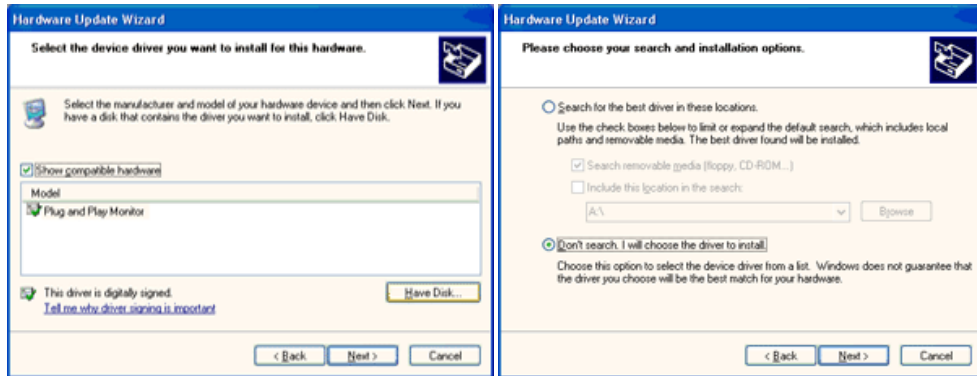 Hardware Update Wizard
Select the device driver you want to install for this hardware.
Select the manufacturer and model of your hardware device and then click Next. If you
have a disk that contains the driver you want to install, click Have Disk.
Show compatible hardware
Model
Plug and Play Monitor
This driver is digitally signed.
Tell me why driver signing is important
Have Disk...
< Back
Next >
Cancel
Hardware Update Wizard
Please choose your search and installation options.
Search for the best driver in these locations.
Use the check boxes below to limit or expand the default search, which includes local
paths and removable media. The best driver found will be installed.
Search removable media (floppy, CD-ROM...)
Include this location in the search:
A:\
Browse
Don't search. I will choose the driver to install.
Choose this option to select the device driver from a list. Windows does not guarantee that
the driver you choose will be the best match for your hardware.
< Back
Next >
Cancel